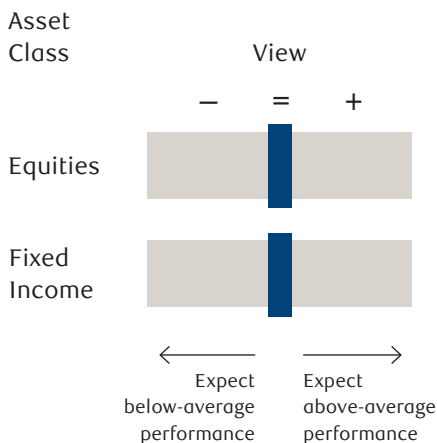 Asset
Class
View
− = +
Equities
Fixed
Income
Expect
below-average
performance
Expect
above-average
performance